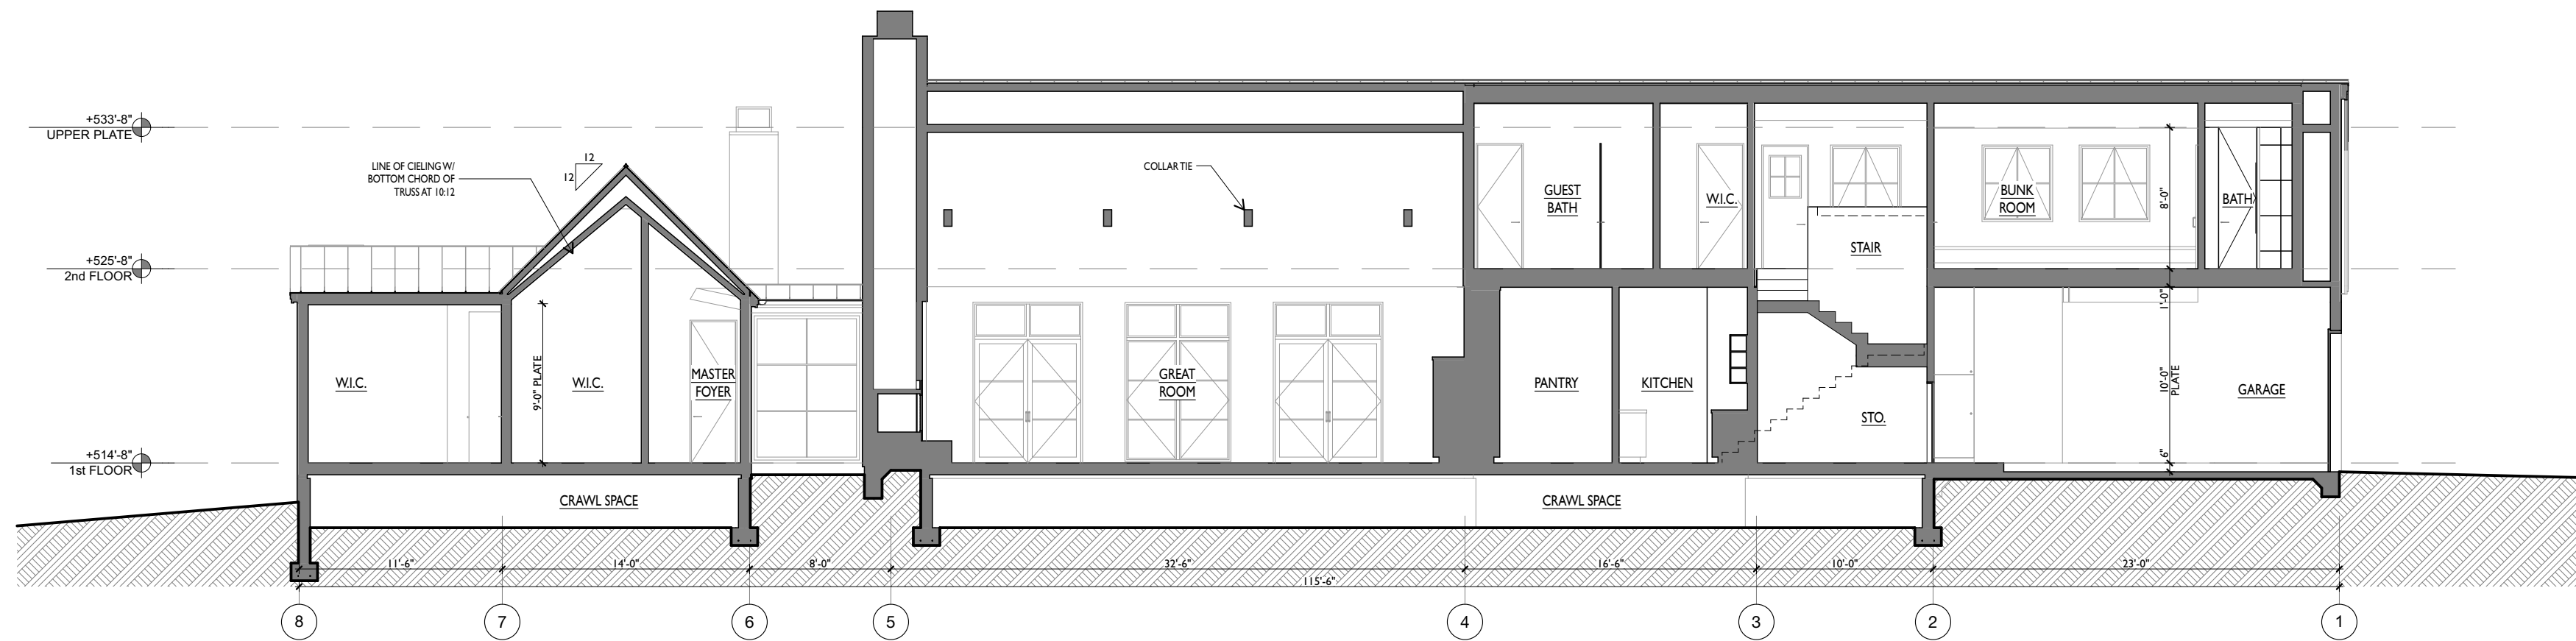 +533'-8"
UPPER PLATE
+525'-8"
2nd FLOOR
+514'-8"
1st FLOOR
LINE OF CIELING W/
BOTTOM CHORD OF
TRUSS AT 10:12
12
12
COLLAR TIE
GUEST
BATH
W.I.C.
STAIR
BUNK
ROOM
8'-0"
BATH
W.I.C.
9'-0" PLATE
W.I.C.
MASTER
FOYER
GREAT
ROOM
PANTRY
KITCHEN
STO.
1'-0"
10'-0"
PLATE
6"
GARAGE
CRAWL SPACE
CRAWL SPACE
11'-6"
14'-0"
8'-0"
32'-6"
16'-6"
10'-0"
23'-0"
115'-6"
8
7
6
5
4
3
2
1